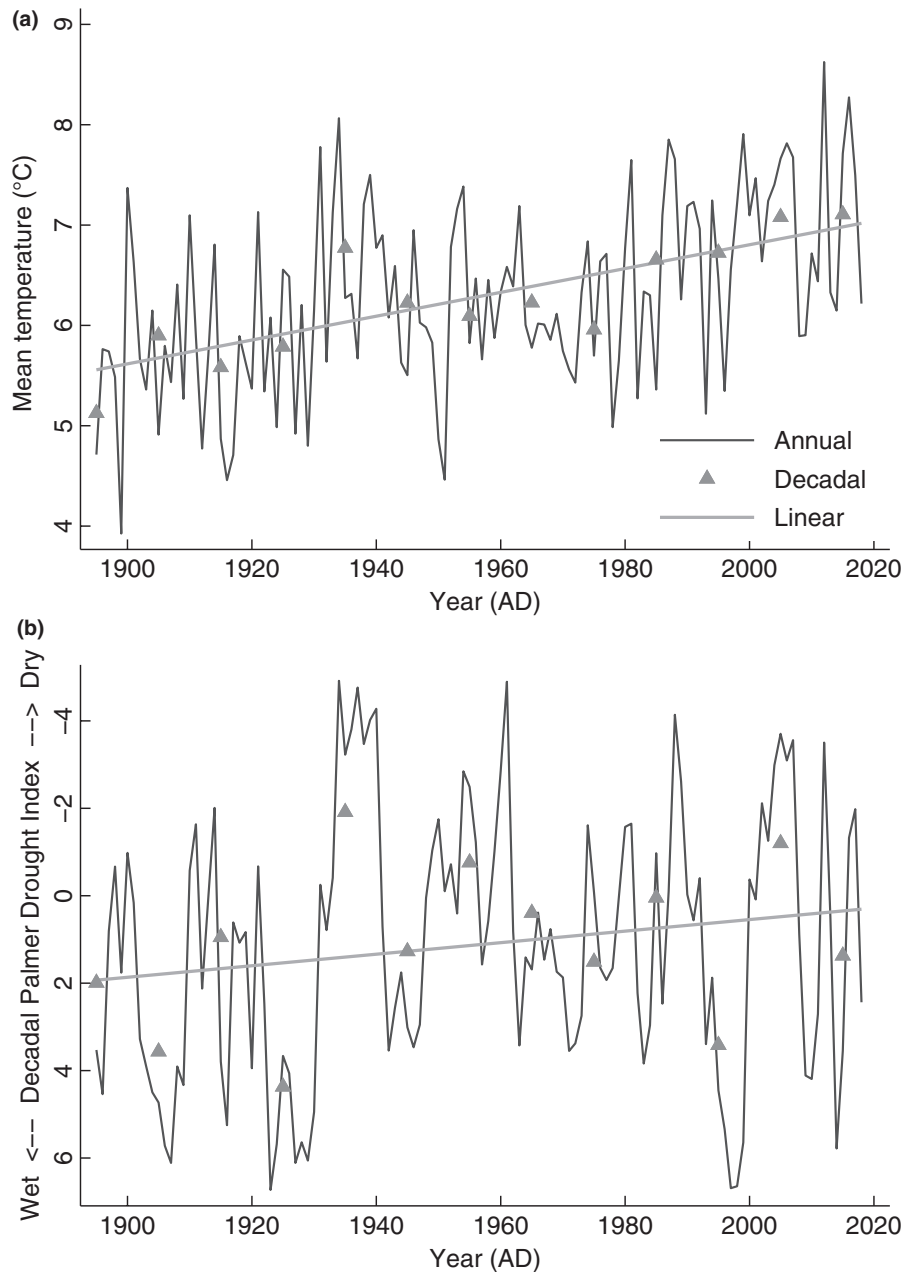 (a)
9
8
7
6
5
4
Mean temperature (°C)
Annual
Decadal
Linear
1900 1920 1940 1960 1980 2000 2020
Year (AD)
(b)
Wet <-- Decadal Palmer Drought Index --> Dry
-4
-2
0
2
4
6
1900 1920 1940 1960 1980 2000 2020
Year (AD)